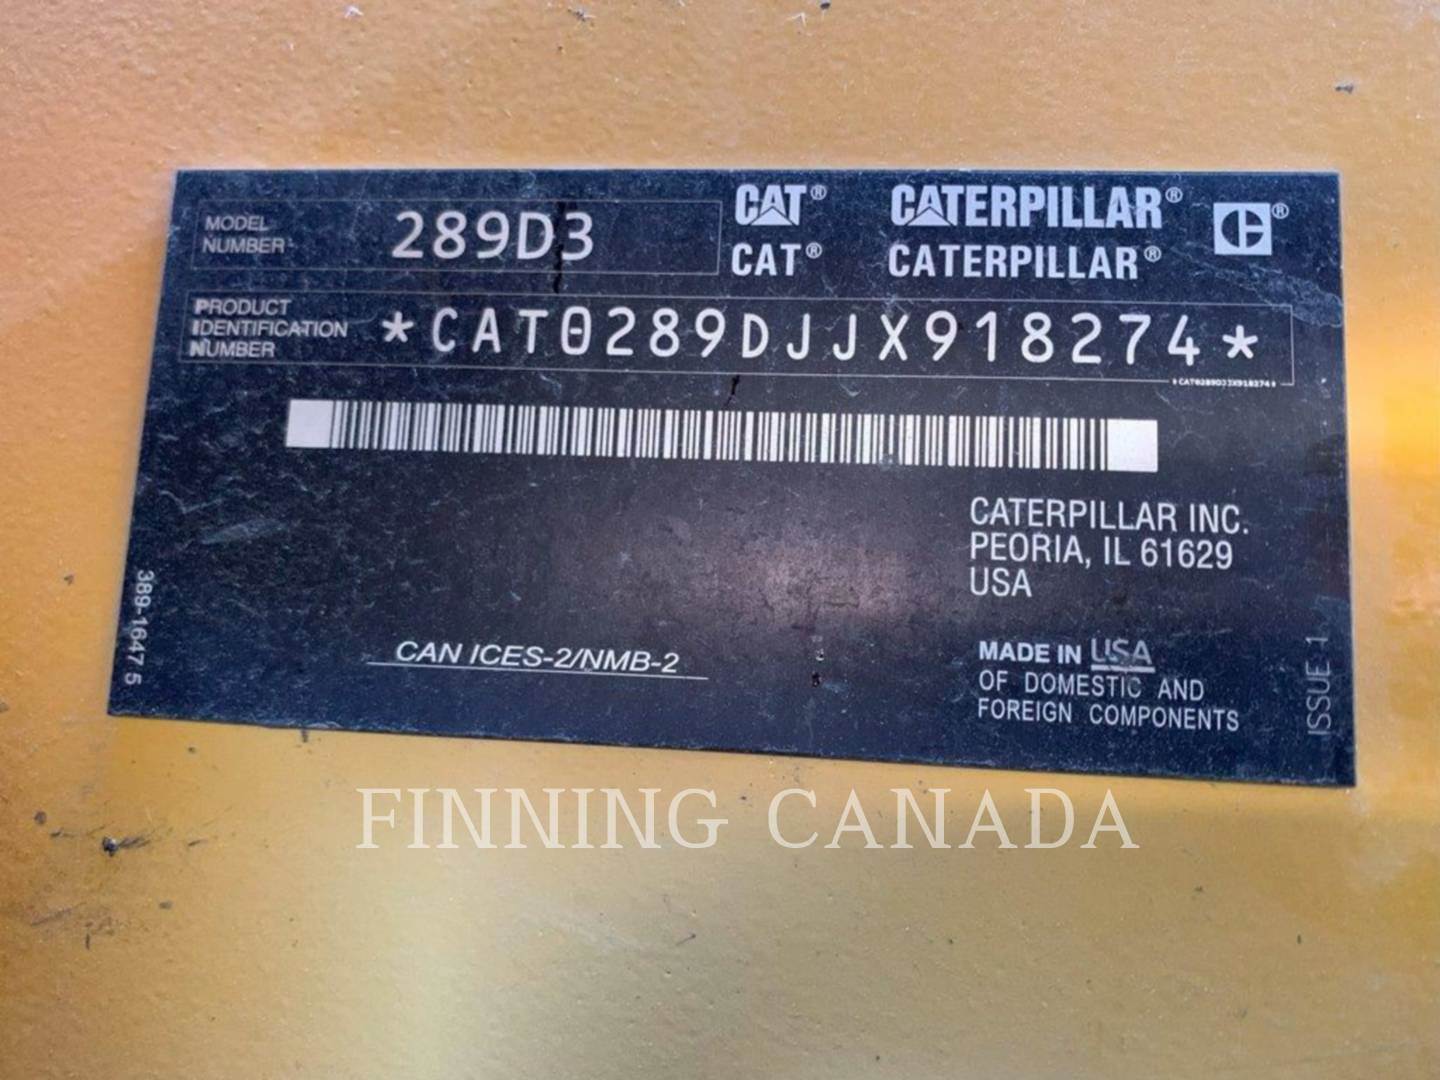 MODEL NUMBER 289D3
CAT® CATERPILLAR®
CAT® CATERPILLAR®
PRODUCT
IDENTIFICATION
NUMBER
*CAT0289DJJX918274*
*CAT0289DJJX918274*
CATERPILLAR INC.
PEORIA, IL 61629
USA
389-1647 5
CAN ICES-2/NMB-2
MADE IN USA
OF DOMESTIC AND
FOREIGN COMPONENTS
ISSUE 1
FINNING CANADA